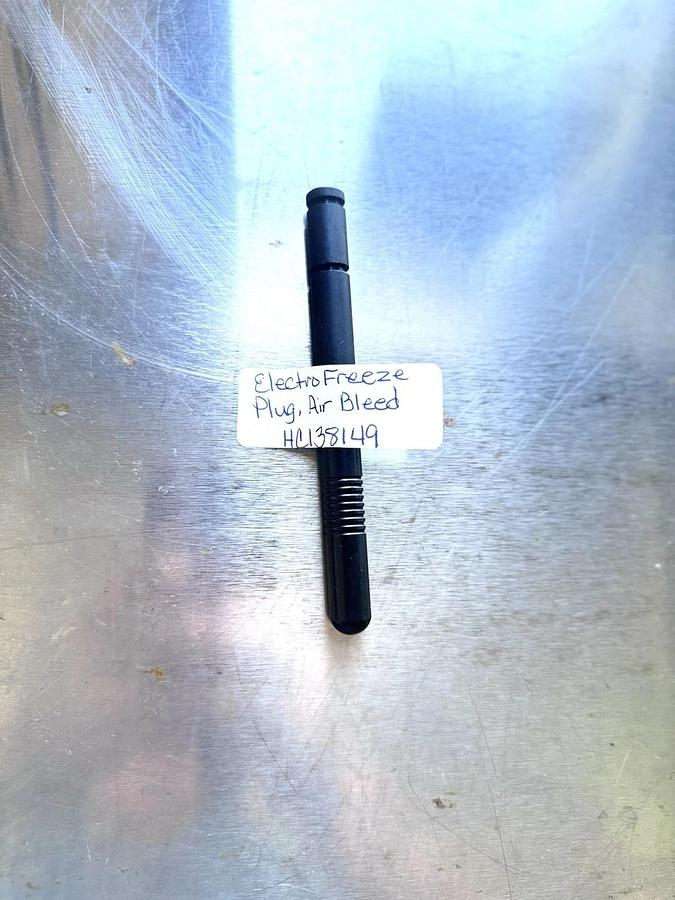 ElectroFreeze
Plug, Air Bleed
HC138149